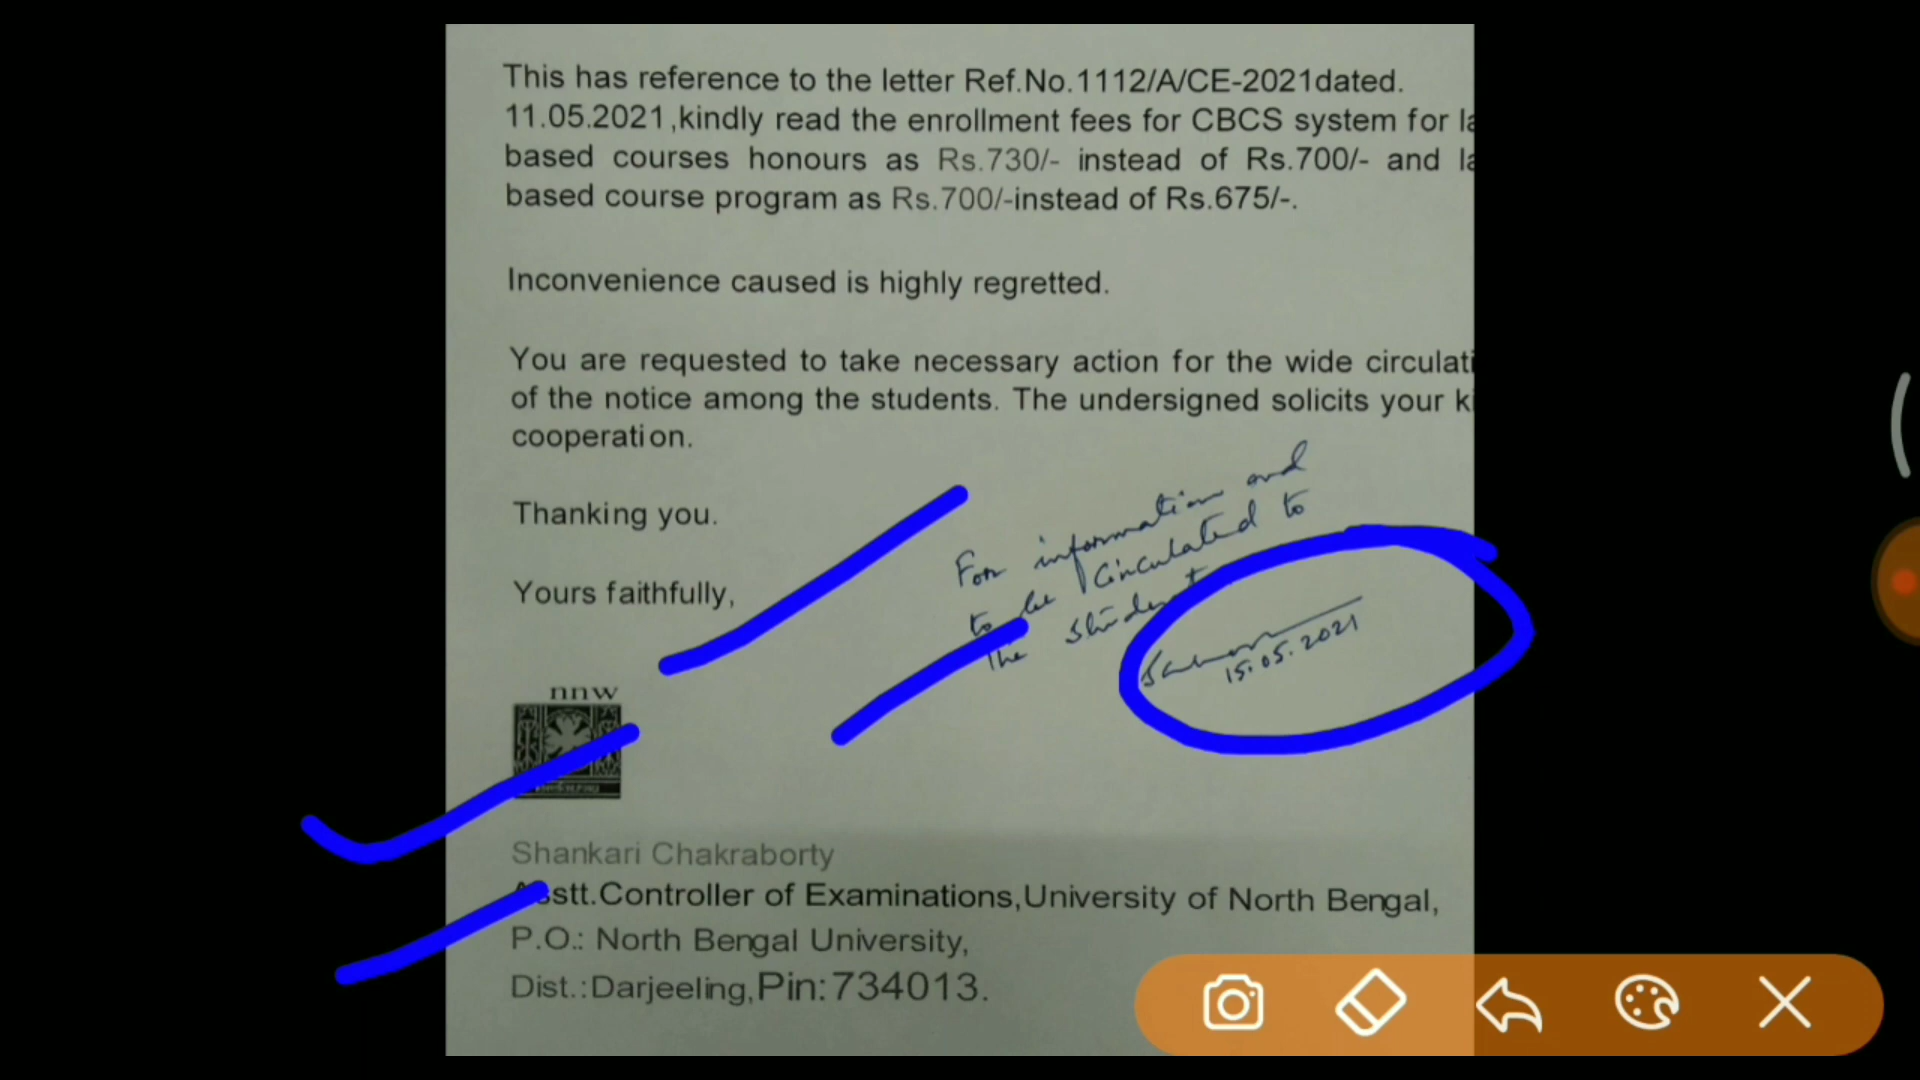 This has reference to the letter Ref.No.1112/A/CE-2021dated.
11.05.2021,kindly read the enrollment fees for CBCS system for la
based courses honours as Rs.730/- instead of Rs.700/- and la
based course program as Rs.700/-instead of Rs.675/-.
Inconvenience caused is highly regretted.
You are requested to take necessary action for the wide circulati
of the notice among the students. The undersigned solicits your ki
cooperation.
Thanking you.
Yours faithfully,
For information and
to be circulated to
the
15.05.2021
nnw
Shankari Chakraborty
Asstt.Controller of Examinations,University of North Bengal,
P.O.: North Bengal University,
Dist.:Darjeeling,Pin:734013.